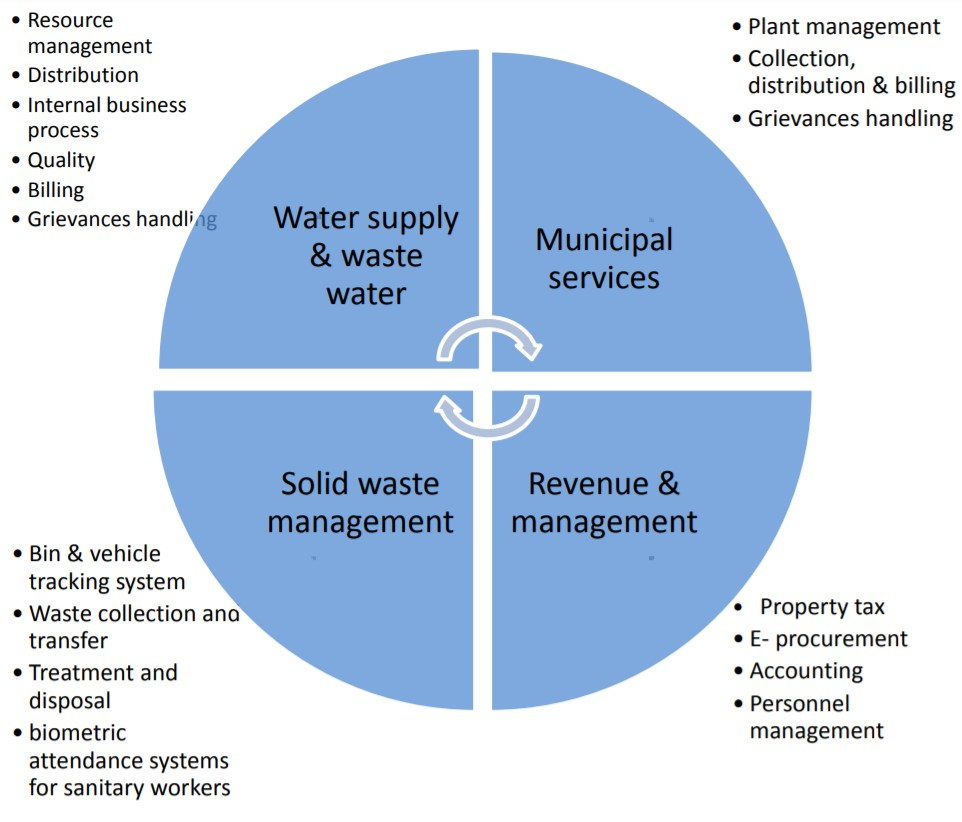 • Resource
management
• Distribution
• Internal business
process
• Quality
• Billing
• Grievances handling
• Plant management
• Collection,
distribution & billing
• Grievances handling
Water supply
& waste
water
Municipal
services
Solid waste
management
Revenue &
management
• Bin & vehicle
tracking system
• Waste collection and
transfer
• Treatment and
disposal
• biometric
attendance systems
for sanitary workers
• Property tax
• E- procurement
• Accounting
• Personnel
management